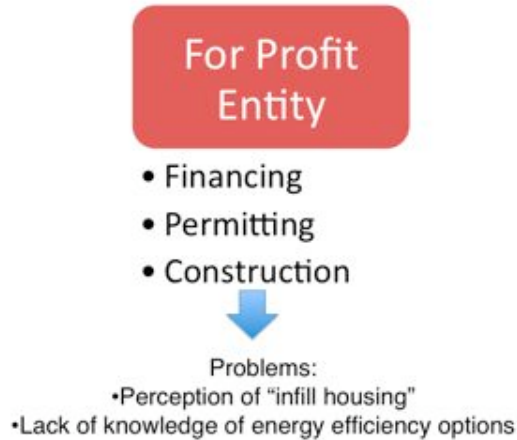 For Profit
Entity
• Financing
• Permitting
• Construction
Problems:
•Perception of “infill housing”
•Lack of knowledge of energy efficiency options